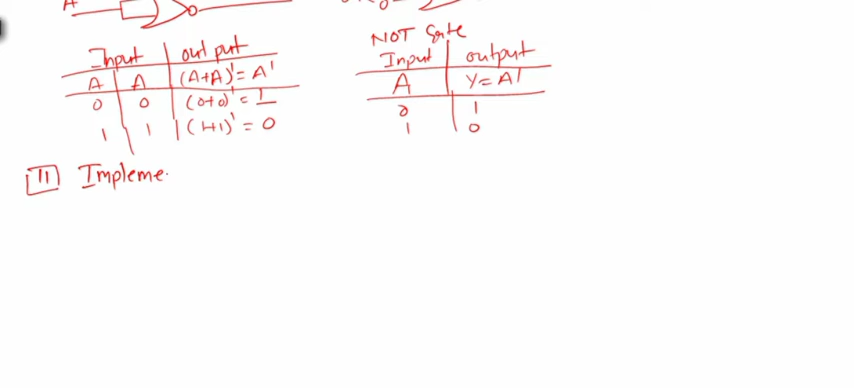 A
NOT Gate
Input output
A A (A+A)' = A'
0 0 (0+0)' = 1
1 1 (1+1)' = 0
Input output
A Y = A'
0 1
1 0
II Impleme